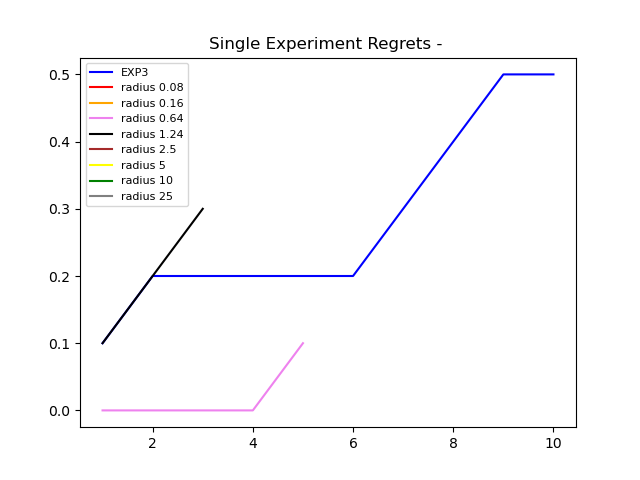 Single Experiment Regrets -
EXP3
radius 0.08
radius 0.16
radius 0.64
radius 1.24
radius 2.5
radius 5
radius 10
radius 25
0.5
0.4
0.3
0.2
0.1
0.0
2 4 6 8 10